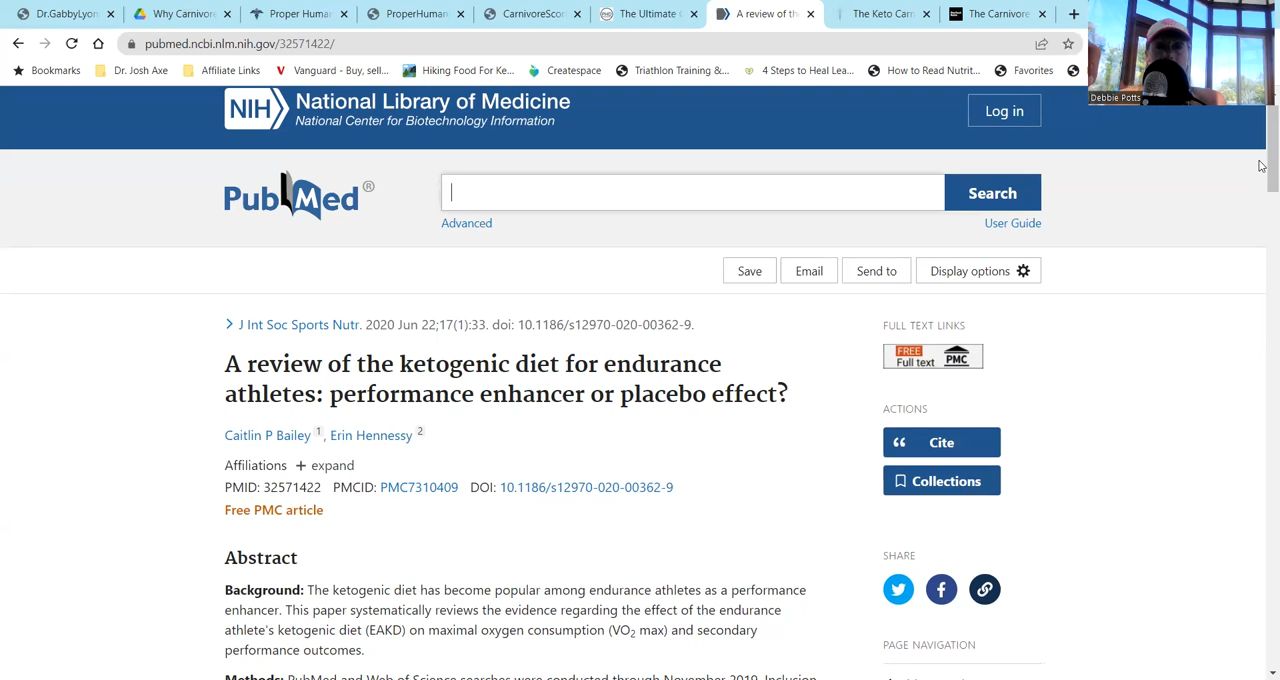 Dr.GabbyLyon
Why Carnivore
Proper Human
ProperHuman
CarnivoreScor
The Ultimate
A review of th
The Keto Carn
The Carnivore
pubmed.ncbi.nlm.nih.gov/32571422/
Bookmarks
Dr. Josh Axe
Affiliate Links
Vanguard - Buy, sell...
Hiking Food For Ke...
Createspace
Triathlon Training &...
4 Steps to Heal Lea...
How to Read Nutrit...
Favorites
Debbie Potts
NIH National Library of Medicine
National Center for Biotechnology Information
Log in
PubMed®
Search
Advanced
User Guide
Save
Email
Send to
Display options
> J Int Soc Sports Nutr. 2020 Jun 22;17(1):33. doi: 10.1186/s12970-020-00362-9.
A review of the ketogenic diet for endurance
athletes: performance enhancer or placebo effect?
Caitlin P Bailey 1, Erin Hennessy 2
Affiliations + expand
PMID: 32571422 PMCID: PMC7310409 DOI: 10.1186/s12970-020-00362-9
Free PMC article
Abstract
Background: The ketogenic diet has become popular among endurance athletes as a performance
enhancer. This paper systematically reviews the evidence regarding the effect of the endurance
athlete's ketogenic diet (EAKD) on maximal oxygen consumption (VO2 max) and secondary
performance outcomes.
Methods: PubMed and Web of Science searches were conducted through November 2019. Inclusion
FULL TEXT LINKS
FREE
Full text PMC
ACTIONS
Cite
Collections
SHARE
PAGE NAVIGATION